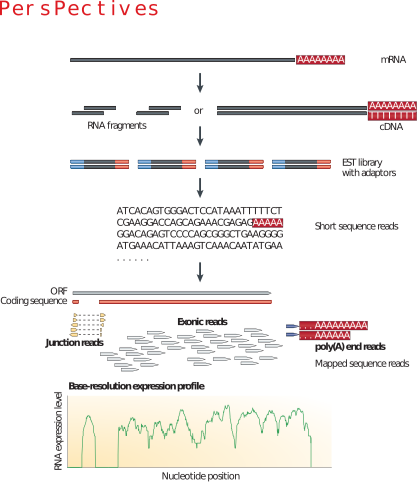 PersPectives
AAAAAAAA
mRNA
RNA fragments
or
AAAAAAAA
TTTTTTTT
cDNA
EST library
with adaptors
ATCACAGTGGGACTCCATAAATTTTTCT
CGAAGGACCAGCAGAAACGAGAGAAAAA
GGACAGAGTCCCCAGCGGGCTGAAGGGG
ATGAAACATTAAAGTCAAACAATATGAA
......
Short sequence reads
ORF
Coding sequence
Exonic reads
Junction reads
...AAAAAAAAA
...AAAAAA
poly(A) end reads
Mapped sequence reads
Base-resolution expression profile
RNA expression level
Nucleotide position